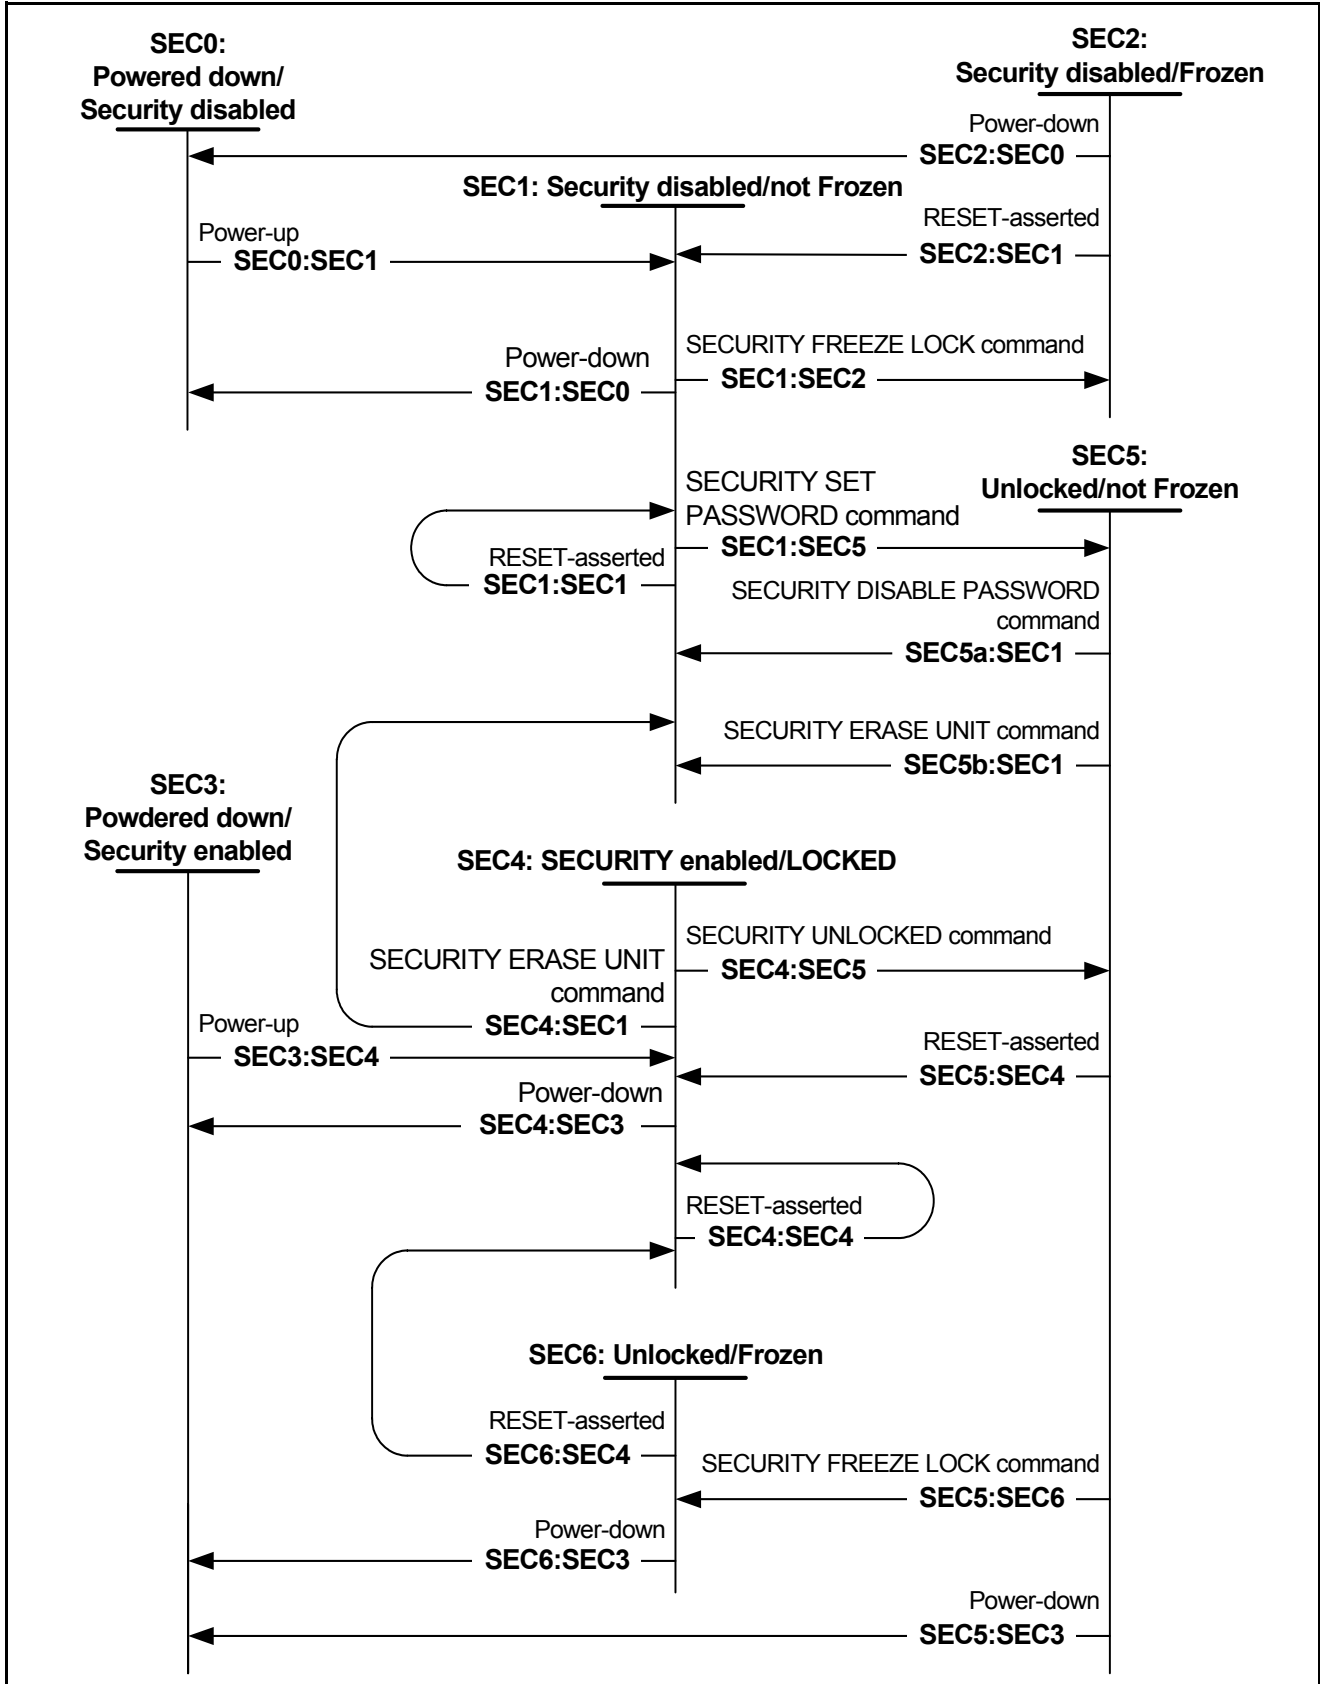 SEC0:
Powered down/
Security disabled
SEC2:
Security disabled/Frozen
Power-down
SEC2:SEC0
SEC1: Security disabled/not Frozen
RESET-asserted
SEC2:SEC1
Power-up
SEC0:SEC1
Power-down
SEC1:SEC0
SECURITY FREEZE LOCK command
SEC1:SEC2
SEC5:
Unlocked/not Frozen
SECURITY SET
PASSWORD command
SEC1:SEC5
RESET-asserted
SEC1:SEC1
SECURITY DISABLE PASSWORD
command
SEC5a:SEC1
SECURITY ERASE UNIT command
SEC5b:SEC1
SEC3:
Powdered down/
Security enabled
SEC4: SECURITY enabled/LOCKED
SECURITY UNLOCKED command
SEC4:SEC5
SECURITY ERASE UNIT
command
SEC4:SEC1
Power-up
SEC3:SEC4
RESET-asserted
SEC5:SEC4
Power-down
SEC4:SEC3
RESET-asserted
SEC4:SEC4
SEC6: Unlocked/Frozen
RESET-asserted
SEC6:SEC4
SECURITY FREEZE LOCK command
SEC5:SEC6
Power-down
SEC6:SEC3
Power-down
SEC5:SEC3